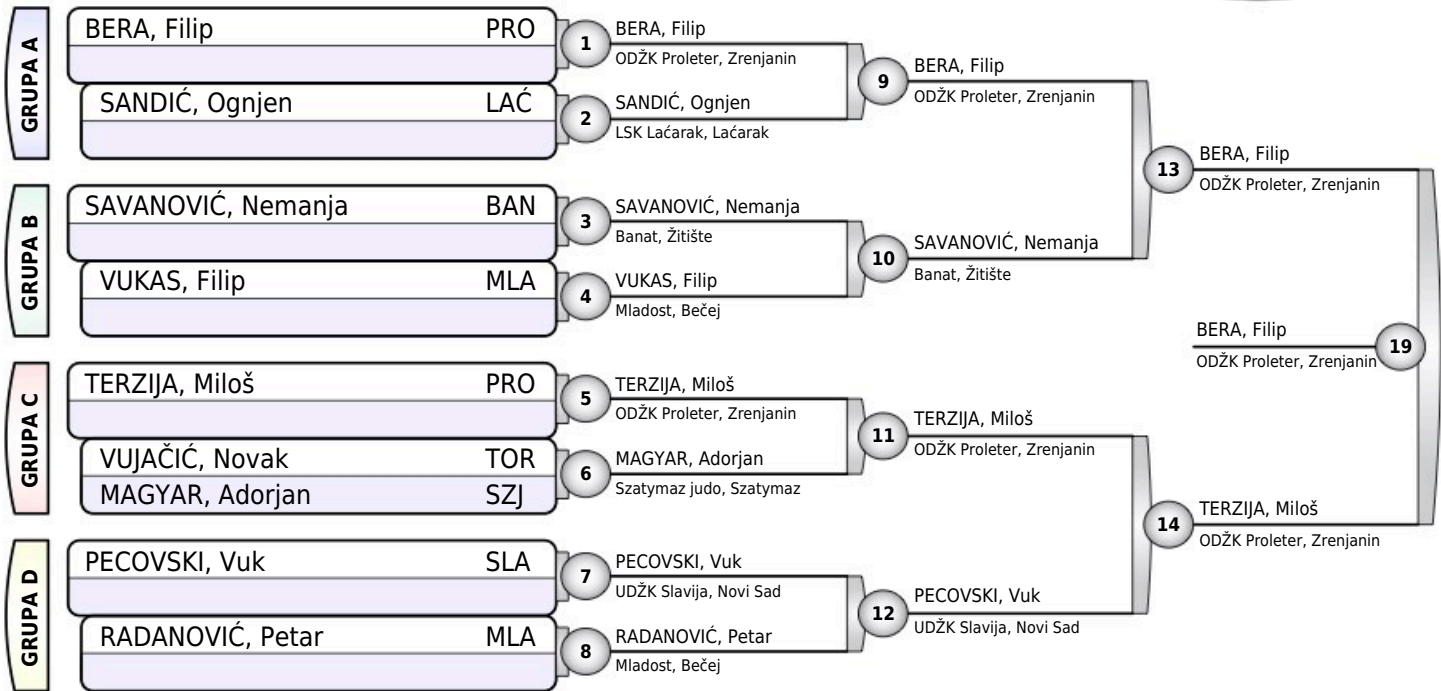 GRUPA A
BERA, Filip PRO
SANDIĆ, Ognjen LAĆ
GRUPA B
SAVANOVIĆ, Nemanja BAN
VUKAS, Filip MLA
GRUPA C
TERZIJA, Miloš PRO
VUJAČIĆ, Novak TOR
MAGYAR, Adorjan SZJ
GRUPA D
PECOVSKI, Vuk SLA
RADANOVIĆ, Petar MLA
1
BERA, Filip
ODŽK Proleter, Zrenjanin
2
SANDIĆ, Ognjen
LSK Laćarak, Laćarak
3
SAVANOVIĆ, Nemanja
Banat, Žitište
4
VUKAS, Filip
Mladost, Bečej
5
TERZIJA, Miloš
ODŽK Proleter, Zrenjanin
6
MAGYAR, Adorjan
Szatymaz judo, Szatymaz
7
PECOVSKI, Vuk
UDŽK Slavija, Novi Sad
8
RADANOVIĆ, Petar
Mladost, Bečej
9
BERA, Filip
ODŽK Proleter, Zrenjanin
10
SAVANOVIĆ, Nemanja
Banat, Žitište
11
TERZIJA, Miloš
ODŽK Proleter, Zrenjanin
12
PECOVSKI, Vuk
UDŽK Slavija, Novi Sad
13
BERA, Filip
ODŽK Proleter, Zrenjanin
14
TERZIJA, Miloš
ODŽK Proleter, Zrenjanin
BERA, Filip
ODŽK Proleter, Zrenjanin
19